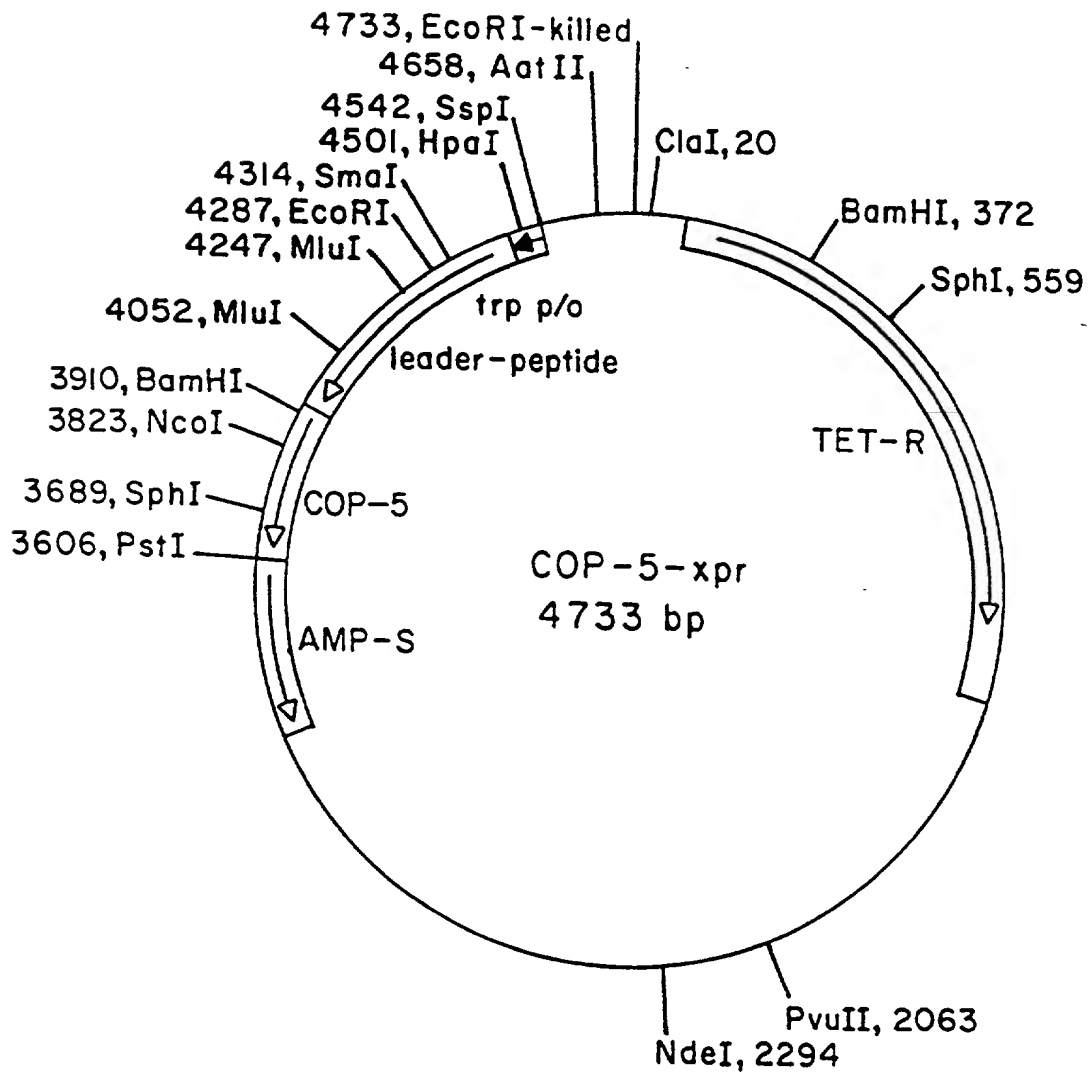 4733, EcoRI-killed
4658, AatII
4542, SspI
4501, HpaI
4314, SmaI
4287, EcoRI
4247, MluI
4052, MluI
3910, BamHI
3823, NcoI
3689, SphI
3606, PstI
ClaI, 20
BamHI, 372
SphI, 559
trp p/o
leader-peptide
TET-R
COP-5
AMP-S
COP-5-xpr
4733 bp
PvuII, 2063
NdeI, 2294